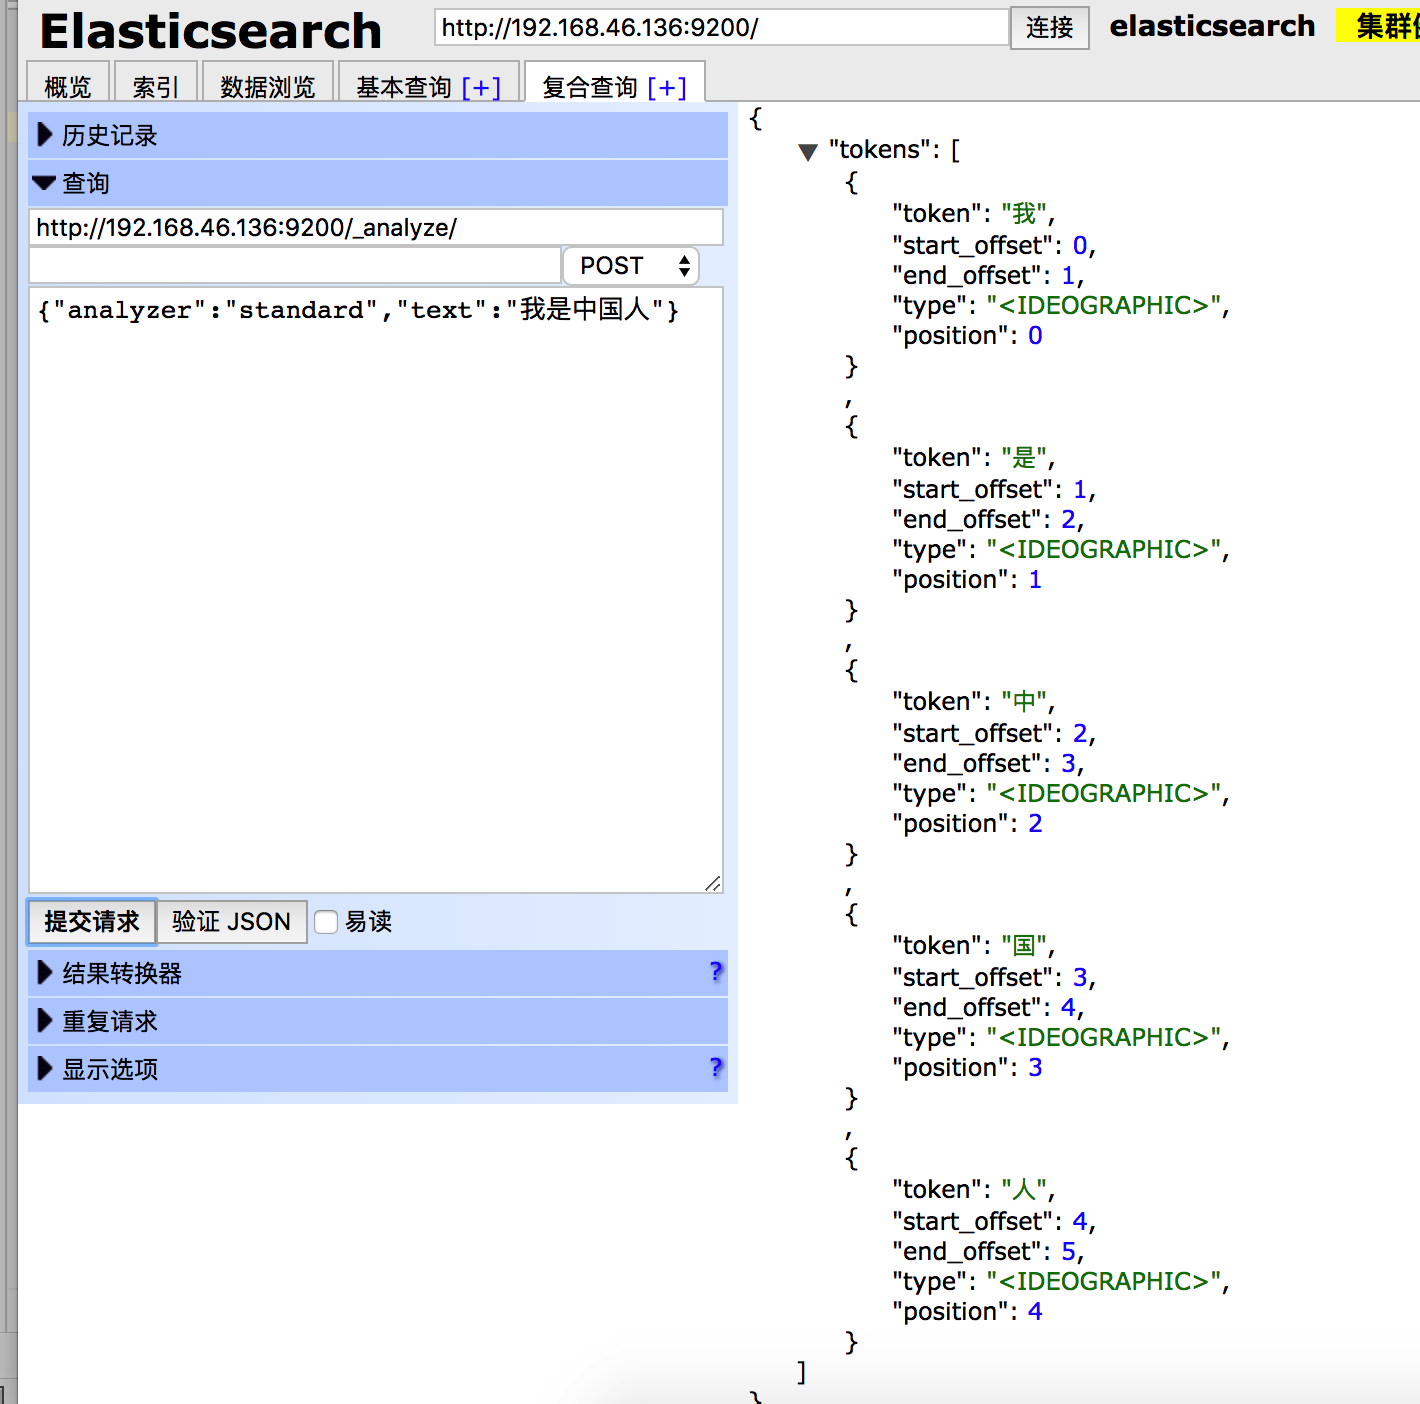 Elasticsearch
http://192.168.46.136:9200/
连接
elasticsearch
集群
概览
索引
数据浏览
基本查询 [+]
复合查询 [+]
历史记录
查询
http://192.168.46.136:9200/_analyze/
POST
{"analyzer":"standard","text":"我是中国人"}
提交请求
验证 JSON
易读
结果转换器 ?
重复请求
显示选项 ?
{
"tokens": [
{
"token": "我",
"start_offset": 0,
"end_offset": 1,
"type": "<IDEOGRAPHIC>",
"position": 0
}
,
{
"token": "是",
"start_offset": 1,
"end_offset": 2,
"type": "<IDEOGRAPHIC>",
"position": 1
}
,
{
"token": "中",
"start_offset": 2,
"end_offset": 3,
"type": "<IDEOGRAPHIC>",
"position": 2
}
,
{
"token": "国",
"start_offset": 3,
"end_offset": 4,
"type": "<IDEOGRAPHIC>",
"position": 3
}
,
{
"token": "人",
"start_offset": 4,
"end_offset": 5,
"type": "<IDEOGRAPHIC>",
"position": 4
}
]
}